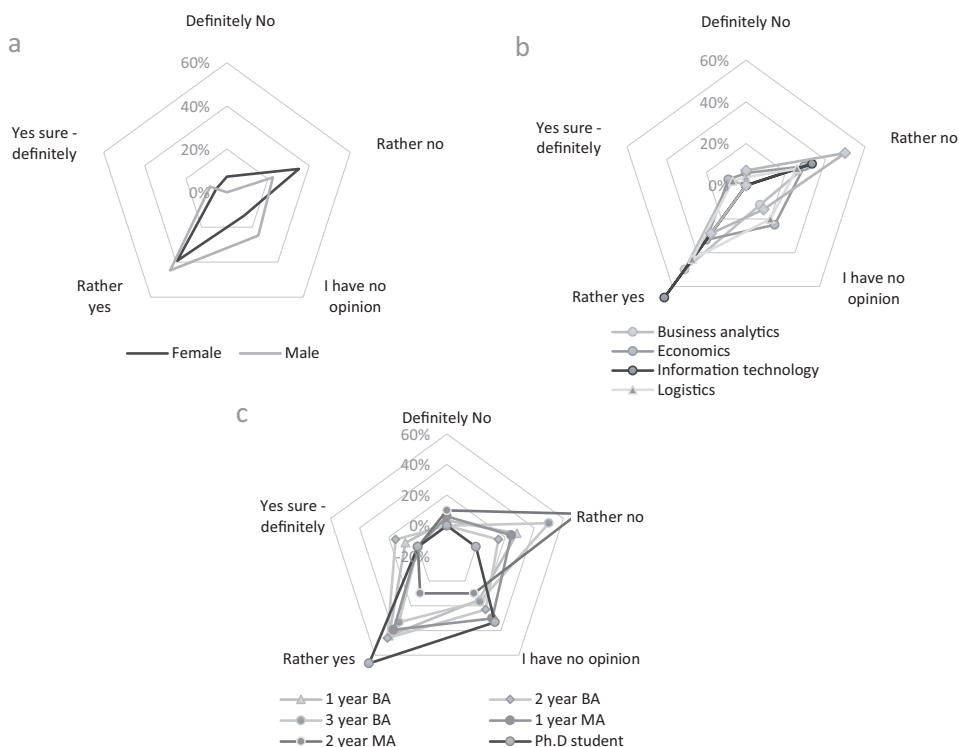 a
Definitely No
60%
40%
20%
0%
Yes sure -
definitely
Rather no
Rather
yes
I have no
opinion
Female
Male
b
Definitely No
60%
40%
20%
0%
Yes sure -
definitely
Rather no
Rather yes
I have no
opinion
Business analytics
Economics
Information technology
Logistics
c
Definitely No
60%
40%
20%
0%
-20%
Yes sure -
definitely
Rather no
Rather yes
I have no opinion
1 year BA
2 year BA
3 year BA
1 year MA
2 year MA
Ph.D student